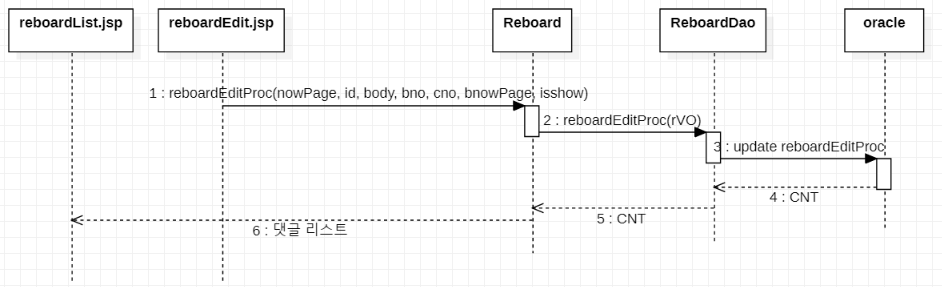 reboardList.jsp
reboardEdit.jsp
Reboard
ReboardDao
oracle
1 : reboardEditProc(nowPage, id, body, bno, cno, bnowPage, isshow)
2 : reboardEditProc(rVO)
3 : update reboardEditProc
4 : CNT
5 : CNT
6 : 댓글 리스트